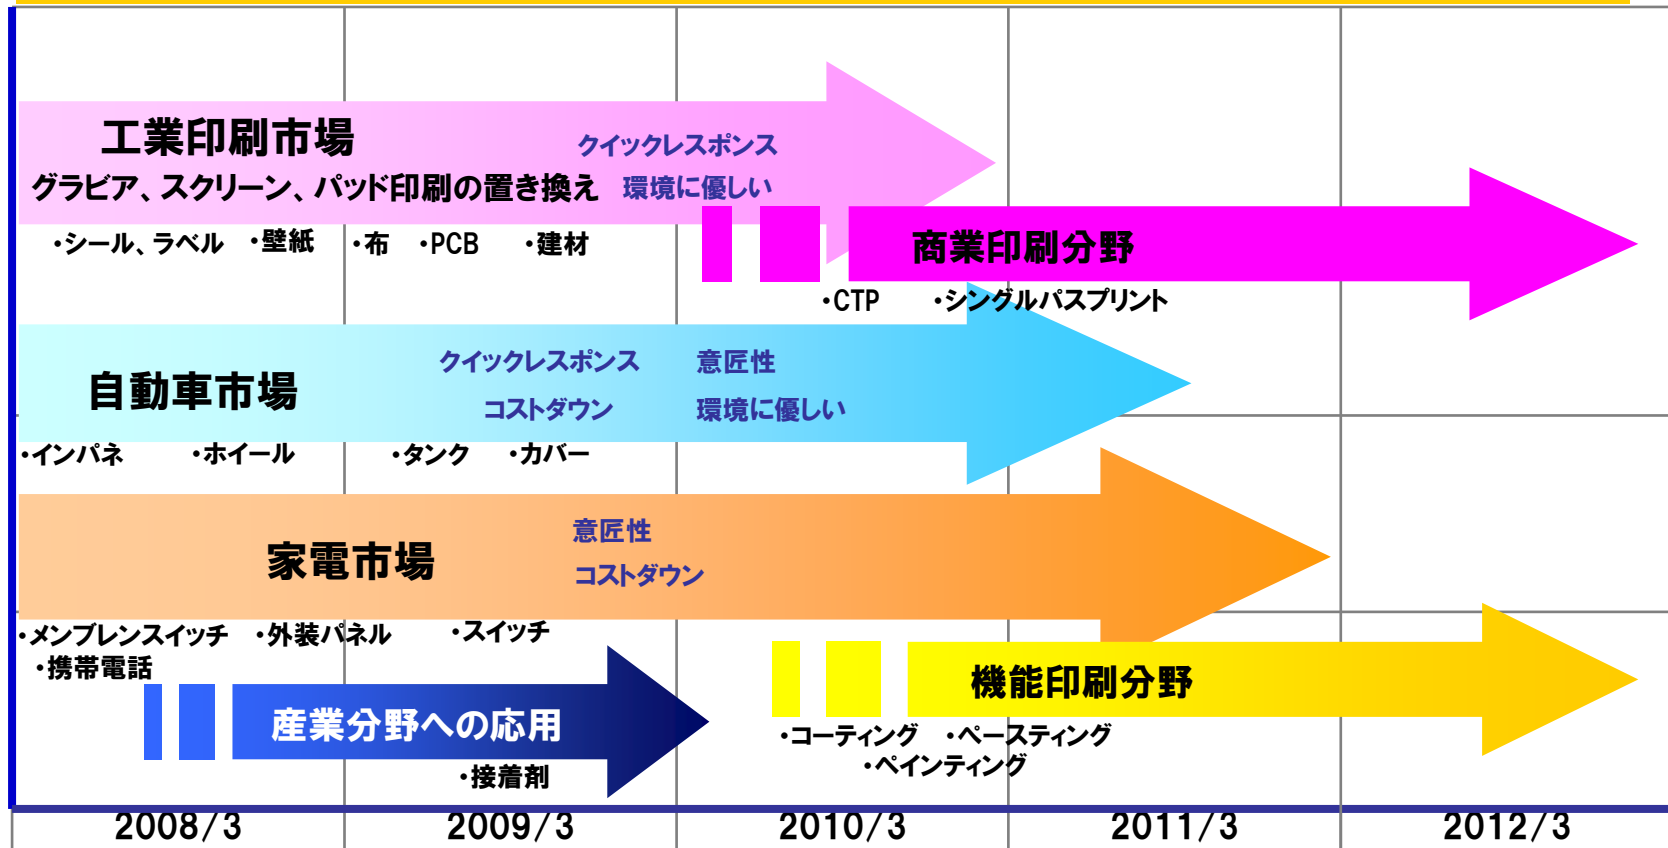 工業印刷市場
クイックレスポンス
グラビア、スクリーン、パッド印刷の置き換え
環境に優しい
・シール、ラベル ・壁紙 ・布 ・PCB ・建材
商業印刷分野
・CTP ・シングルパスプリント
自動車市場
クイックレスポンス 意匠性
コストダウン 環境に優しい
・インパネ ・ホイール ・タンク ・カバー
家電市場
意匠性
コストダウン
・メンブレンスイッチ ・外装パネル ・スイッチ
・携帯電話
産業分野への応用
・接着剤
機能印刷分野
・コーティング ・ペースティング
・ペインティング
2008/3 2009/3 2010/3 2011/3 2012/3